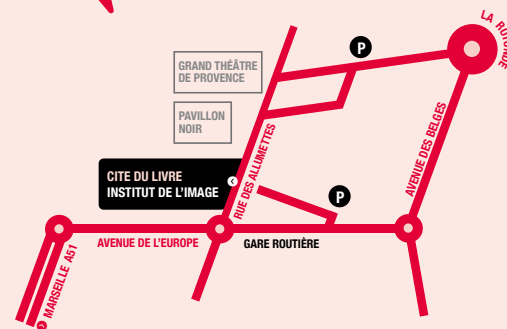 LA ROTONDE
P
GRAND THÉÂTRE
DE PROVENCE
PAVILLON
NOIR
RUE DES ALLUMETTES
AVENUE DES BELGES
CITE DU LIVRE
INSTITUT DE L'IMAGE
P
AVENUE DE L'EUROPE
GARE ROUTIÈRE
MARSEILLE A51